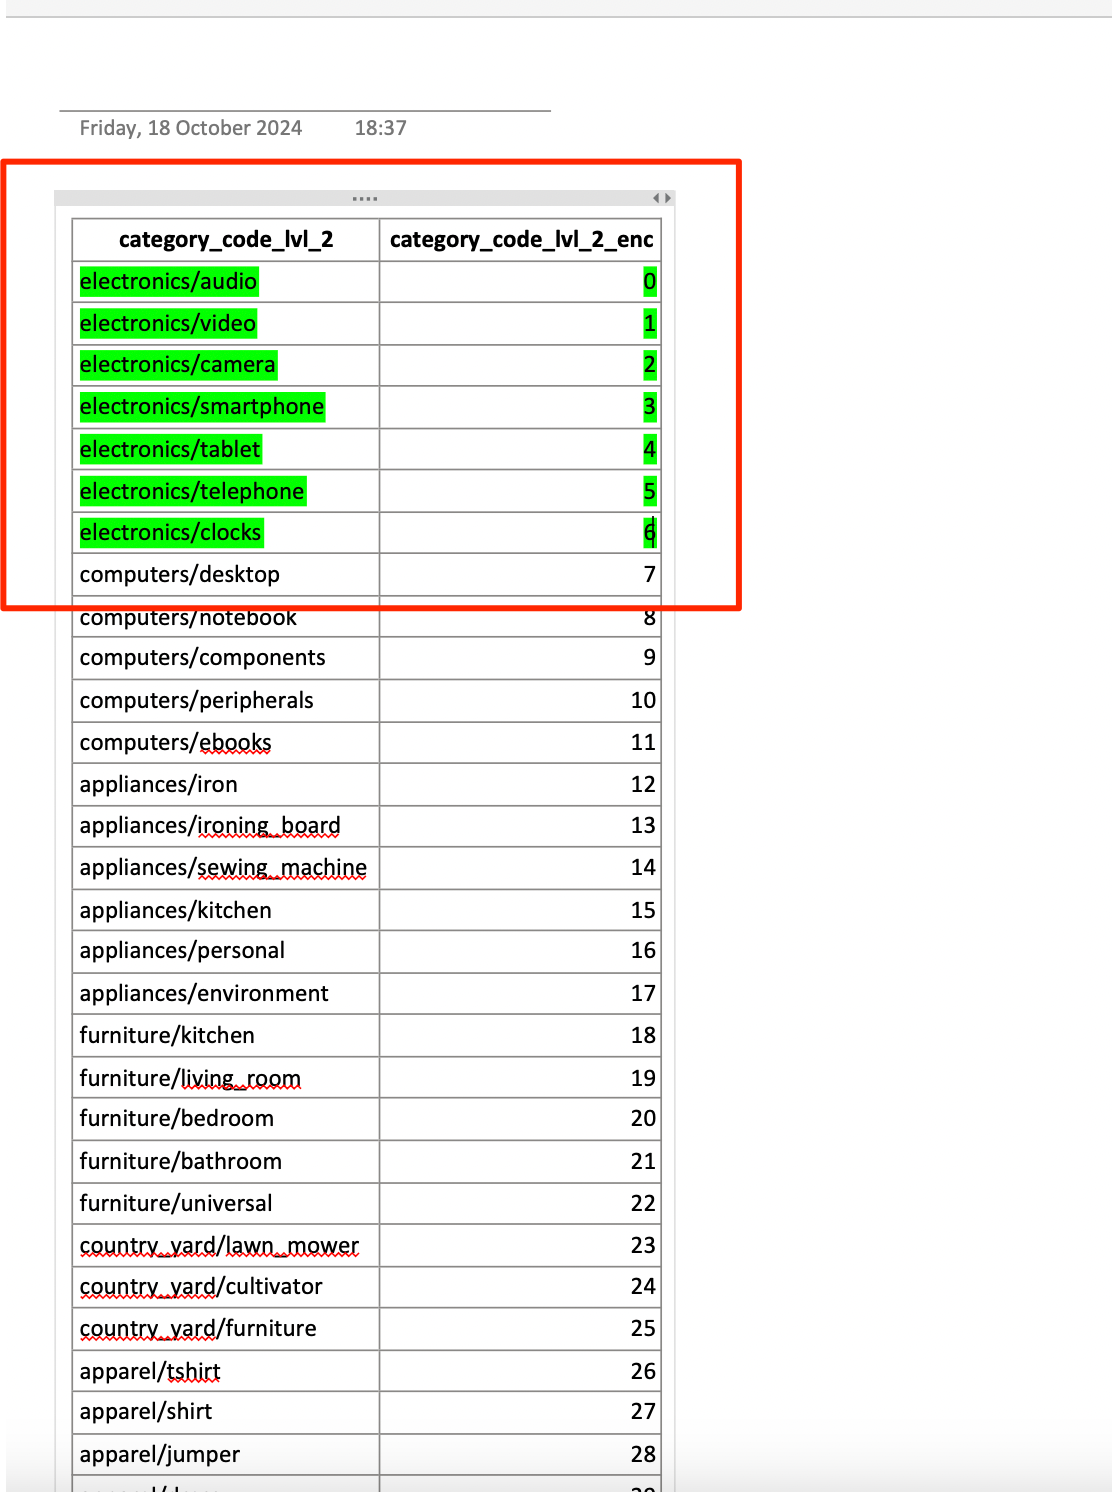 Friday, 18 October 2024 18:37
category_code_lvl_2 category_code_lvl_2_enc
electronics/audio 0
electronics/video 1
electronics/camera 2
electronics/smartphone 3
electronics/tablet 4
electronics/telephone 5
electronics/clocks 6
computers/desktop 7
computers/notebook 8
computers/components 9
computers/peripherals 10
computers/ebooks 11
appliances/iron 12
appliances/ironing_board 13
appliances/sewing_machine 14
appliances/kitchen 15
appliances/personal 16
appliances/environment 17
furniture/kitchen 18
furniture/living_room 19
furniture/bedroom 20
furniture/bathroom 21
furniture/universal 22
country_yard/lawn_mower 23
country_yard/cultivator 24
country_yard/furniture 25
apparel/tshirt 26
apparel/shirt 27
apparel/jumper 28